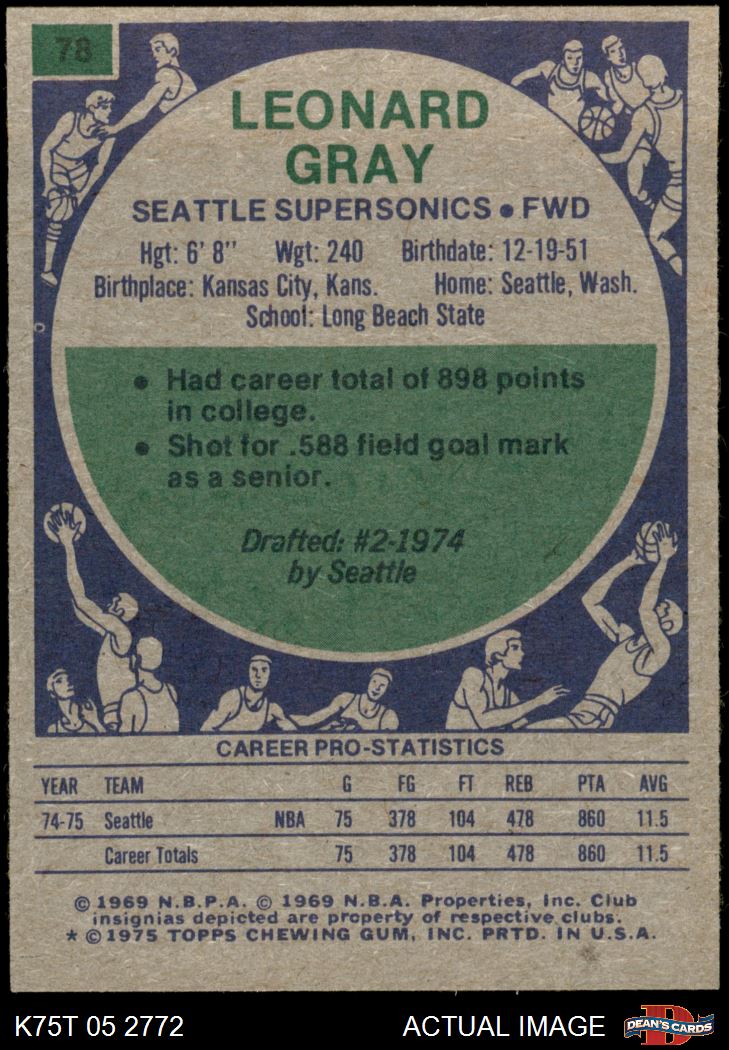 78
LEONARD
GRAY
SEATTLE SUPERSONICS • FWD
Hgt: 6' 8" Wgt: 240 Birthdate: 12-19-51
Birthplace: Kansas City, Kans. Home: Seattle, Wash.
School: Long Beach State
• Had career total of 898 points
in college.
• Shot for .588 field goal mark
as a senior.
Drafted: #2-1974
by Seattle
CAREER PRO-STATISTICS
YEAR TEAM G FG FT REB PTA AVG
74-75 Seattle NBA 75 378 104 478 860 11.5
Career Totals 75 378 104 478 860 11.5
© 1969 N.B.P.A. © 1969 N.B.A. Properties, Inc. Club
insignias depicted are property of respective clubs.
* © 1975 TOPPS CHEWING GUM, INC. PRTD. IN U.S.A.
K75T 05 2772 ACTUAL IMAGE D DEAN'S CARDS